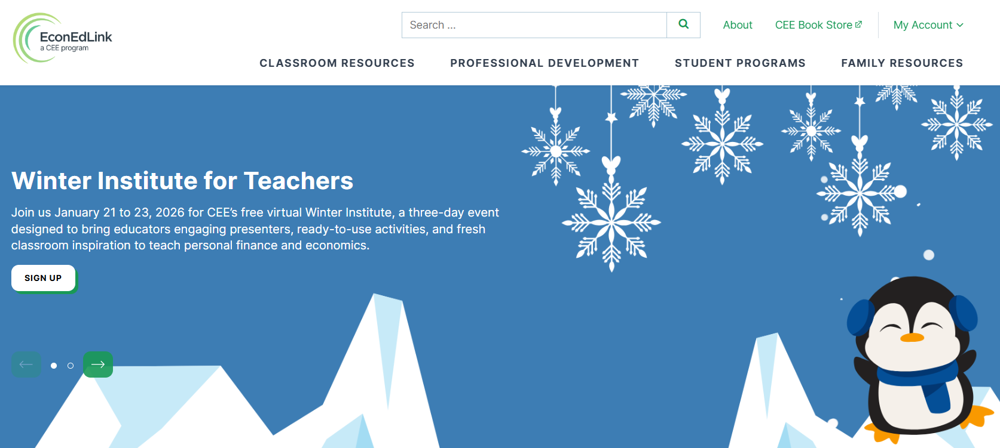 EconEdLink
a CEE program
Search ...
About
CEE Book Store
My Account
CLASSROOM RESOURCES
PROFESSIONAL DEVELOPMENT
STUDENT PROGRAMS
FAMILY RESOURCES
Winter Institute for Teachers
Join us January 21 to 23, 2026 for CEE’s free virtual Winter Institute, a three-day event
designed to bring educators engaging presenters, ready-to-use activities, and fresh
classroom inspiration to teach personal finance and economics.
SIGN UP